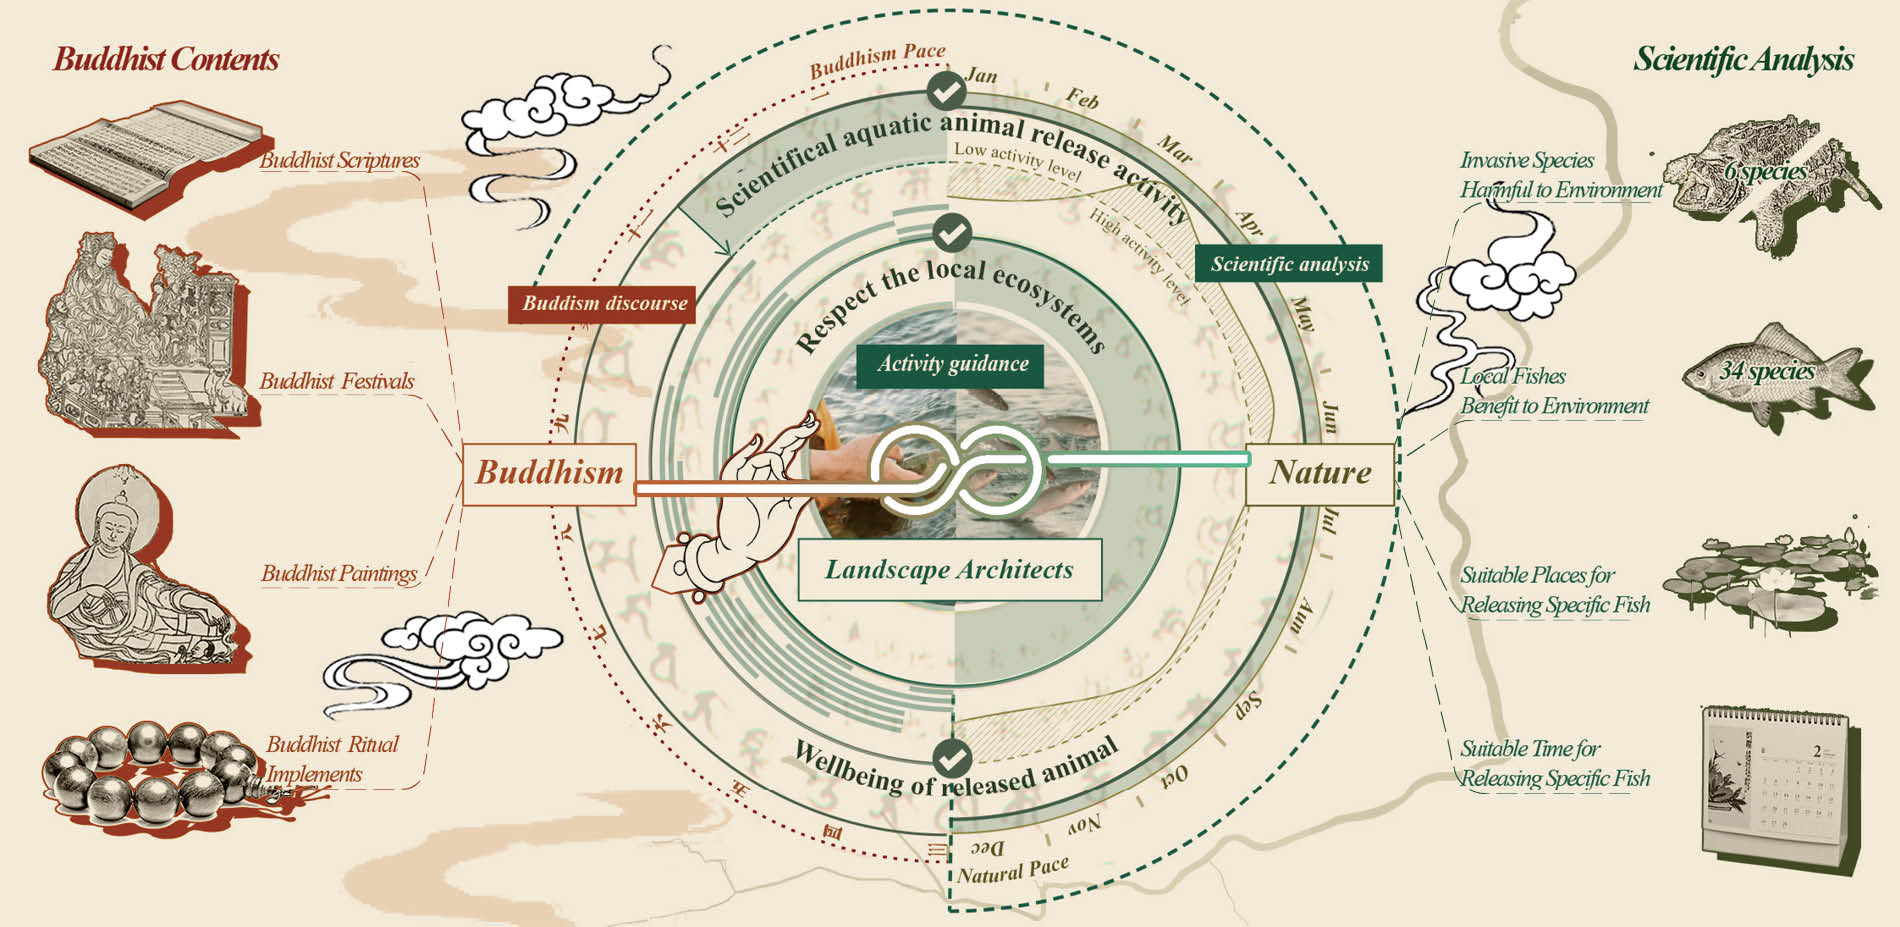 Buddhist Contents
Buddhist Scriptures
Buddhist Festivals
Buddhist Paintings
Buddhist Ritual
Implements
Buddhism Pace
Buddism discourse
Buddhism
十二
十一
九
八
七
六
五
四
三
Scientifical aquatic animal release activity
Low activity level
High activity level
Respect the local ecosystems
Activity guidance
Landscape Architects
Wellbeing of released animal
Jan
Feb
Mar
Apr
May
Jun
Jul
Aun
Sep
Oct
Nov
Dec
Natural Pace
Scientific analysis
Nature
Scientific Analysis
Invasive Species
Harmful to Environment
6 species
Local Fishes
Benefit to Environment
34 species
Suitable Places for
Releasing Specific Fish
Suitable Time for
Releasing Specific Fish
2